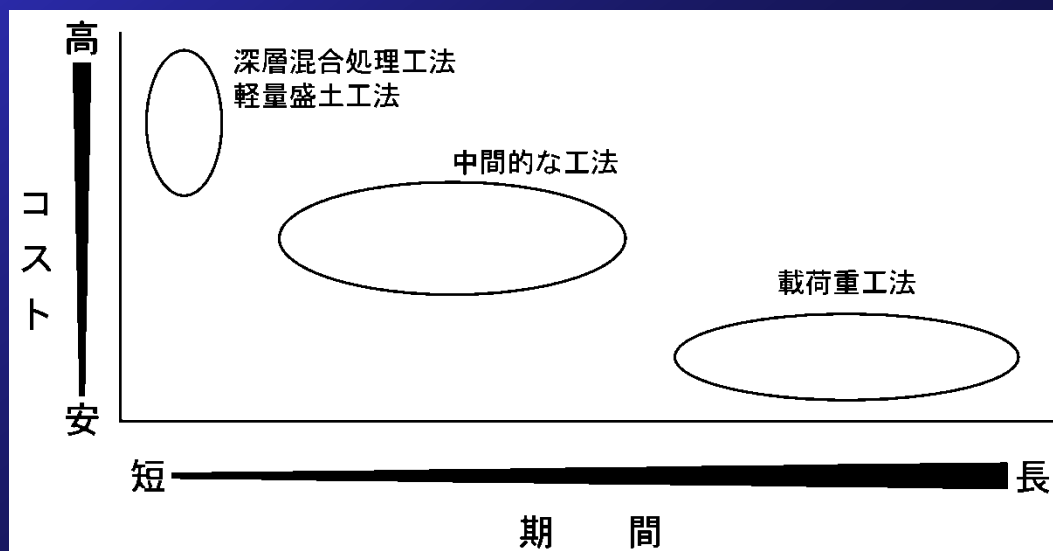 高
深層混合処理工法
軽量盛土工法
中間的な工法
コスト
載荷重工法
安
短
長
期間